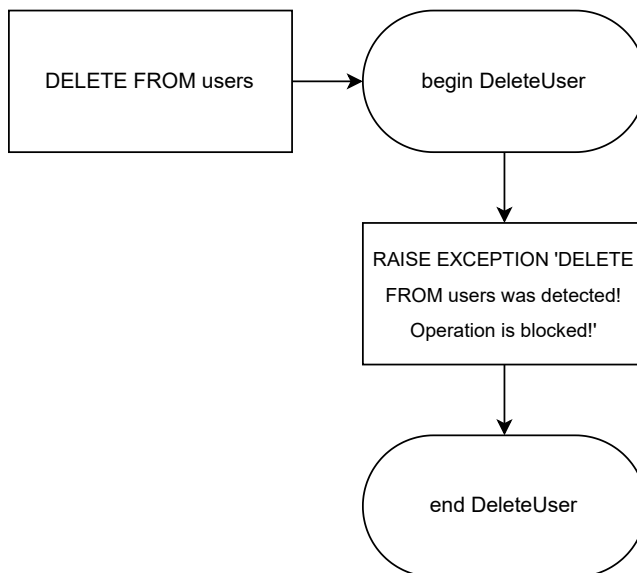 DELETE FROM users
begin DeleteUser
RAISE EXCEPTION 'DELETE
FROM users was detected!
Operation is blocked!'
end DeleteUser